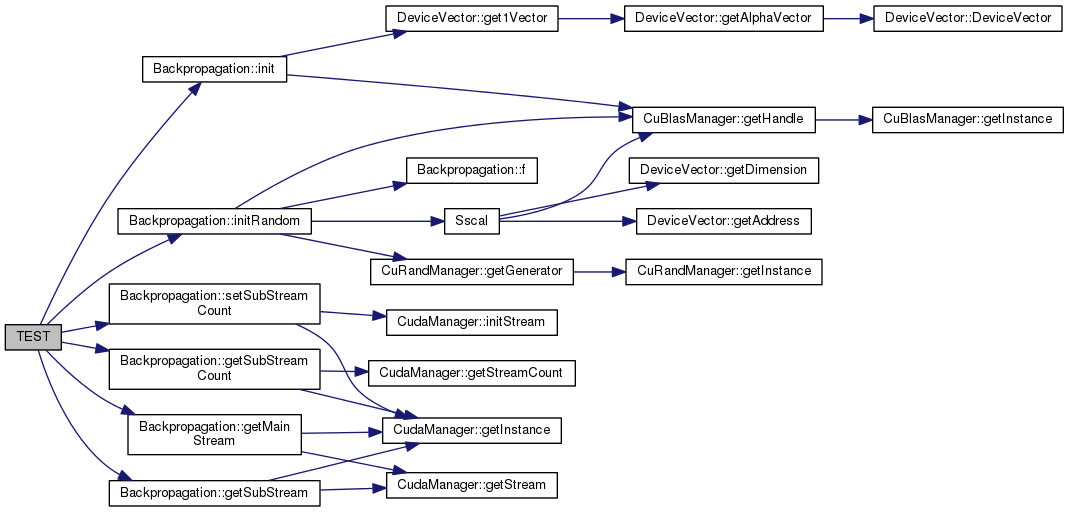 DeviceVector::get1Vector
DeviceVector::getAlphaVector
DeviceVector::DeviceVector
Backpropagation::init
CuBlasManager::getHandle
CuBlasManager::getInstance
Backpropagation::f
DeviceVector::getDimension
Backpropagation::initRandom
Sscal
DeviceVector::getAddress
CuRandManager::getGenerator
CuRandManager::getInstance
Backpropagation::setSubStream
Count
CudaManager::initStream
TEST
Backpropagation::getSubStream
Count
CudaManager::getStreamCount
Backpropagation::getMain
Stream
CudaManager::getInstance
Backpropagation::getSubStream
CudaManager::getStream